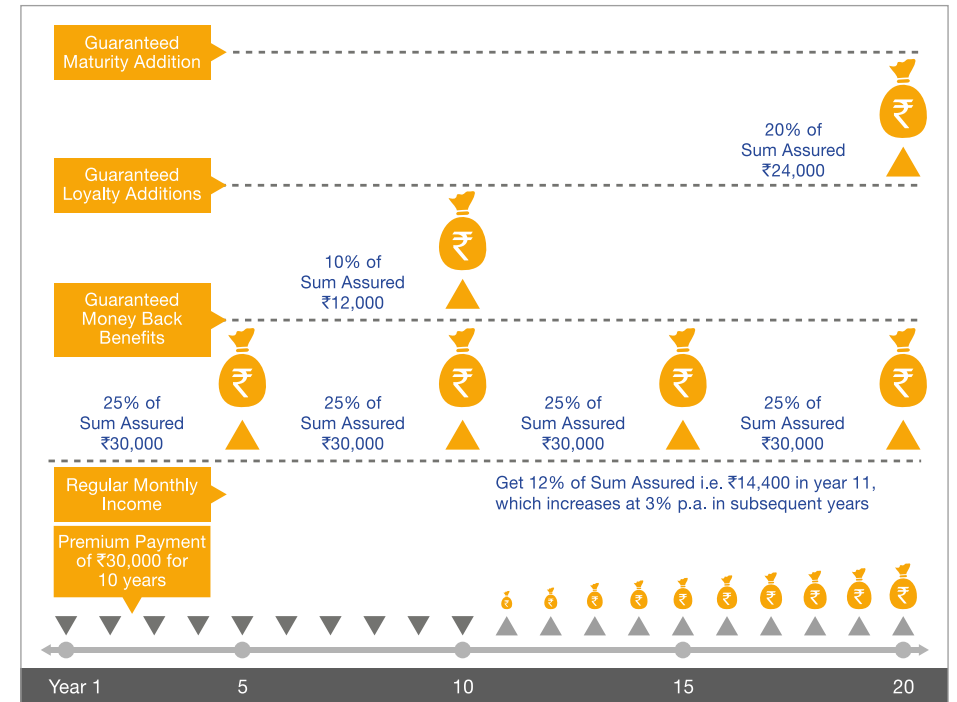 Guaranteed
Maturity Addition
20% of
Sum Assured
₹24,000
Guaranteed
Loyalty Additions
10% of
Sum Assured
₹12,000
Guaranteed
Money Back
Benefits
25% of
Sum Assured
₹30,000
25% of
Sum Assured
₹30,000
25% of
Sum Assured
₹30,000
25% of
Sum Assured
₹30,000
Regular Monthly
Income
Get 12% of Sum Assured i.e. ₹14,400 in year 11,
which increases at 3% p.a. in subsequent years
Premium Payment
of ₹30,000 for
10 years
Year 1 5 10 15 20